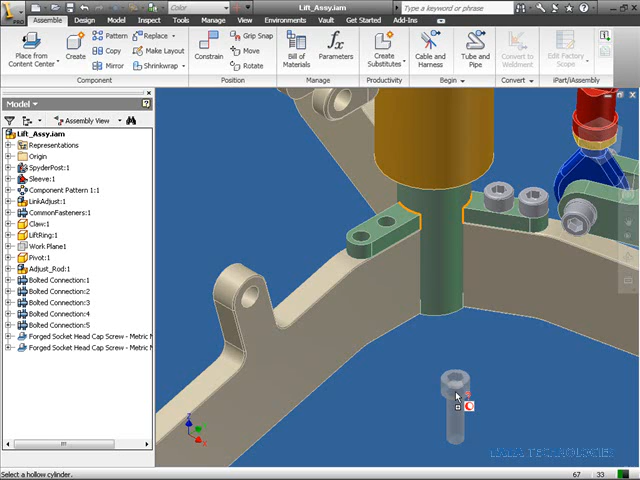 Color
Lift_Assy.iam
Type a keyword or phrase
PRO
Assemble
Design
Model
Inspect
Tools
Manage
View
Environments
Vault
Get Started
Add-Ins
Place from
Content Center
Create
Pattern
Copy
Mirror
Replace
Make Layout
Shrinkwrap
Component
Constrain
Grip Snap
Move
Rotate
Position
Bill of
Materials
Parameters
Manage
Create
Substitutes
Productivity
Cable and
Harness
Tube and
Pipe
Begin
Convert to
Weldment
Convert
Edit Factory
Scope
iPart/iAssembly
Model
Assembly View
Lift_Assy.iam
Representations
Origin
SpyderPost:1
Sleeve:1
Component Pattern 1:1
LinkAdjust:1
CommonFasteners:1
Claw:1
LiftRing:1
Work Plane1
Pivot:1
Adjust_Rod:1
Bolted Connection:1
Bolted Connection:2
Bolted Connection:3
Bolted Connection:4
Bolted Connection:5
Forged Socket Head Cap Screw - Metric M
Forged Socket Head Cap Screw - Metric M
Z
X
Select a hollow cylinder.
67
33